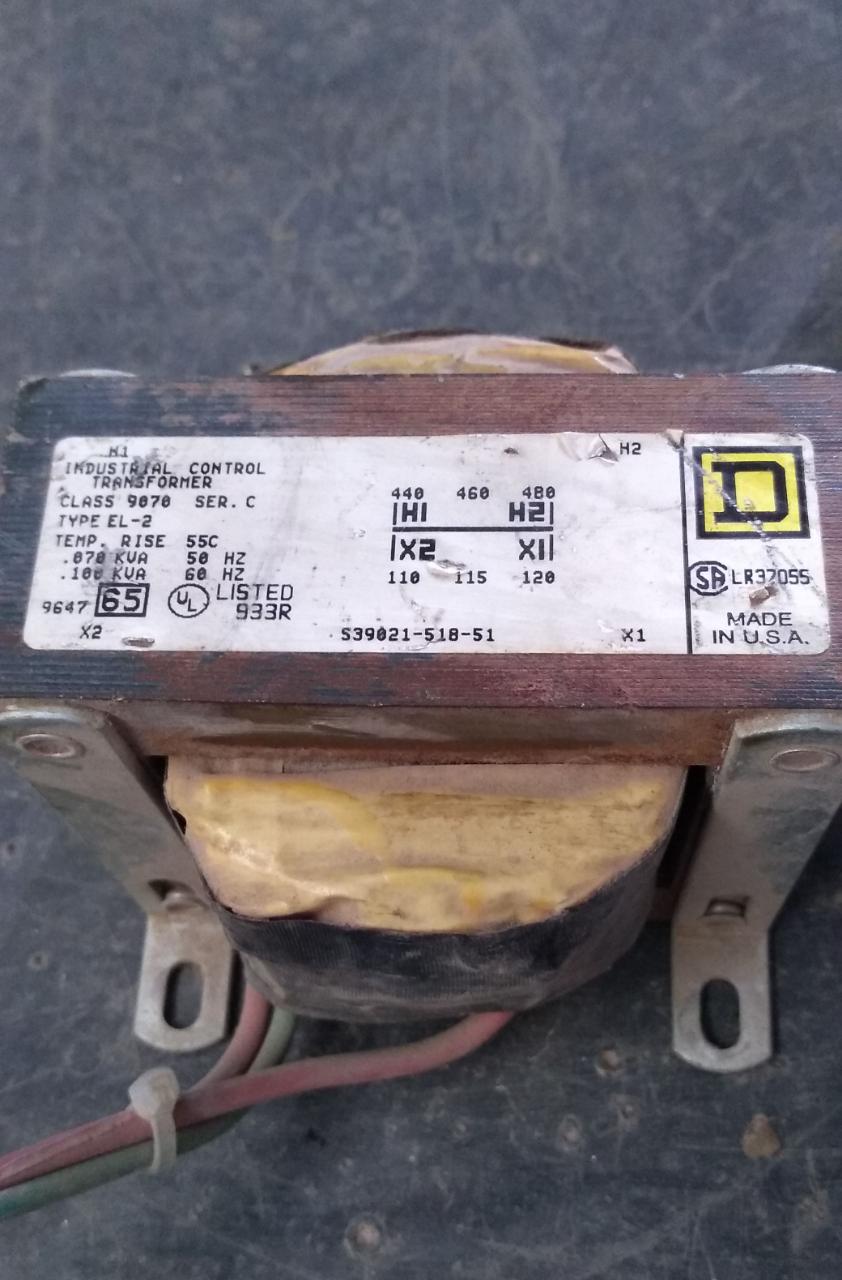 H1
INDUSTRIAL CONTROL
TRANSFORMER
CLASS 9070 SER. C
TYPE EL-2
TEMP. RISE 55C
.070 KVA 50 HZ
.100 KVA 60 HZ
9647 65 UL LISTED
933R
X2
440 460 480
H1 H2
X2 X1
110 115 120
S39021-518-51
H2
X1
D
SA LR37055
MADE
IN U.S.A.